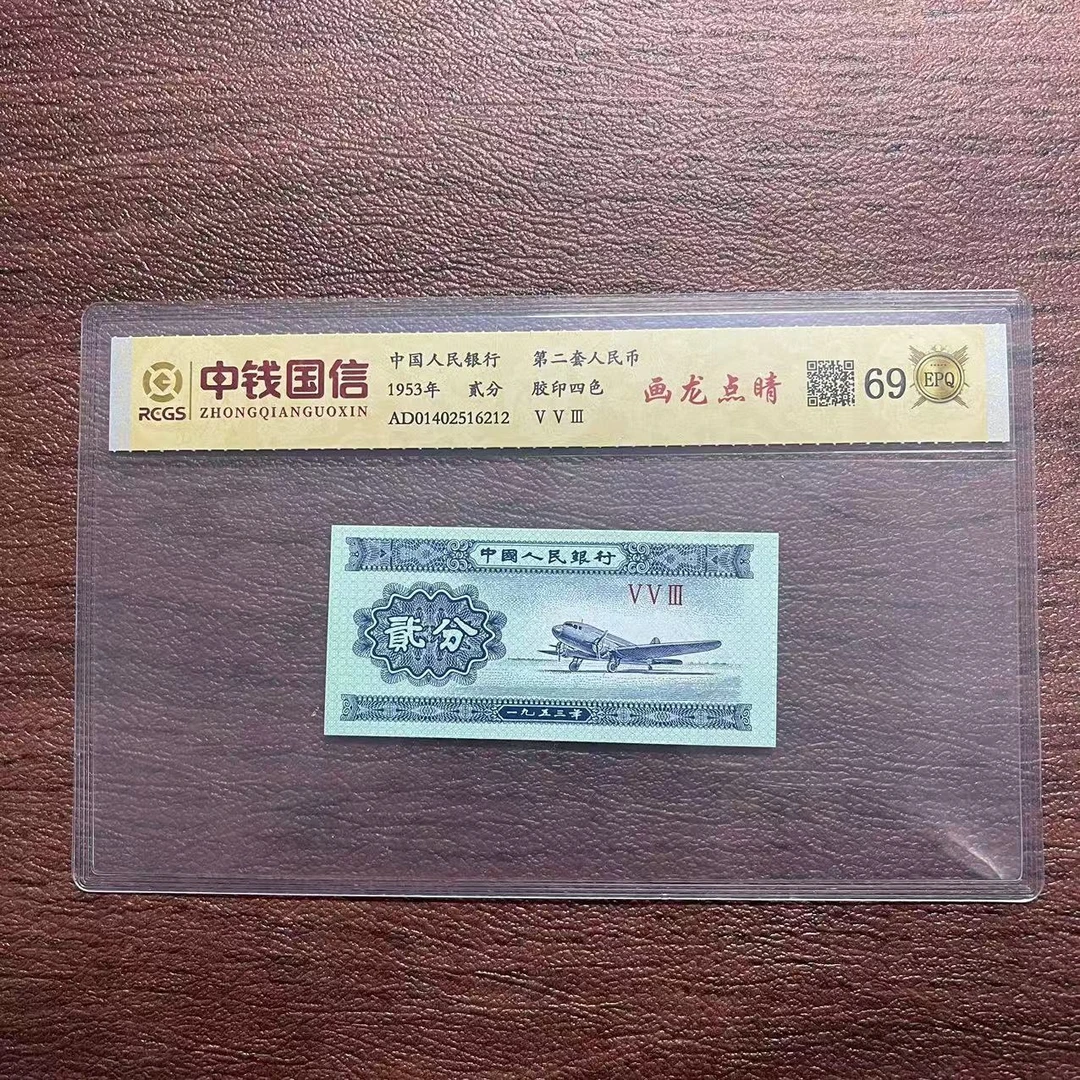 RCGS
中钱国信
ZHONGQIANGUOXIN
中国人民银行 第二套人民币
1953年 贰分 胶印四色
AD01402516212 V V Ⅲ
画龙点睛
69
EPQ
中國人民銀行
V V Ⅲ
貳分
一九五三年